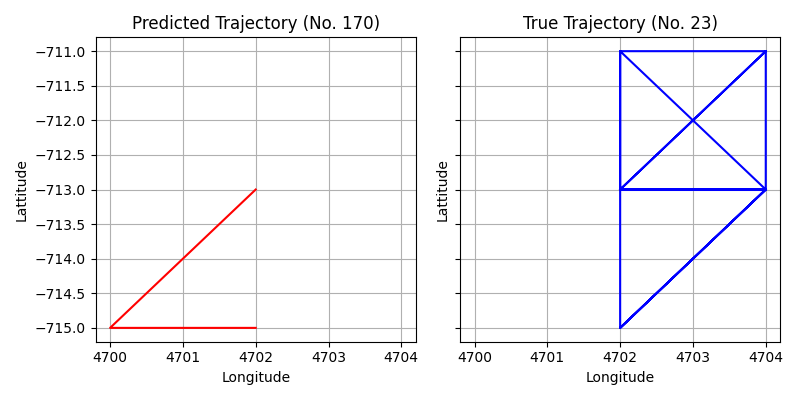 Predicted Trajectory (No. 170)
True Trajectory (No. 23)
Lattitude
−711.0
−711.5
−712.0
−712.5
−713.0
−713.5
−714.0
−714.5
−715.0
4700 4701 4702 4703 4704
Longitude
Lattitude
4700 4701 4702 4703 4704
Longitude